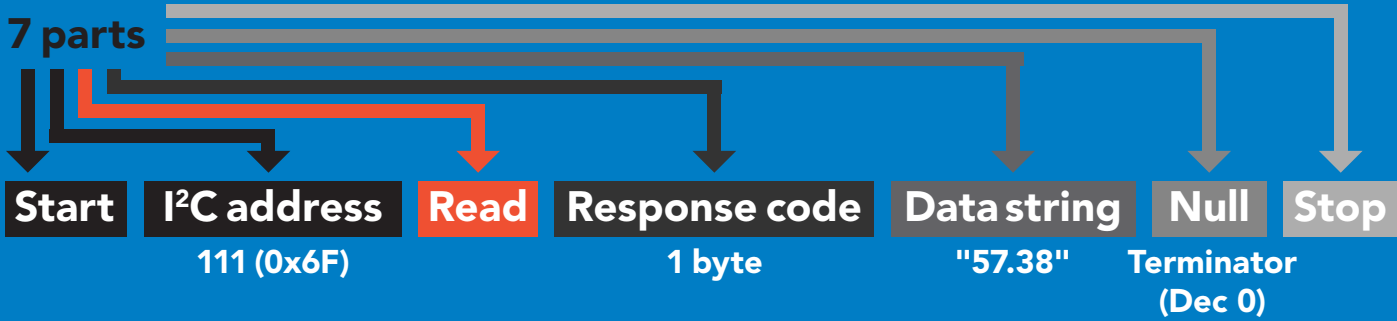 7 parts
Start I²C address Read Response code Data string Null Stop
111 (0x6F) 1 byte "57.38" Terminator
(Dec 0)